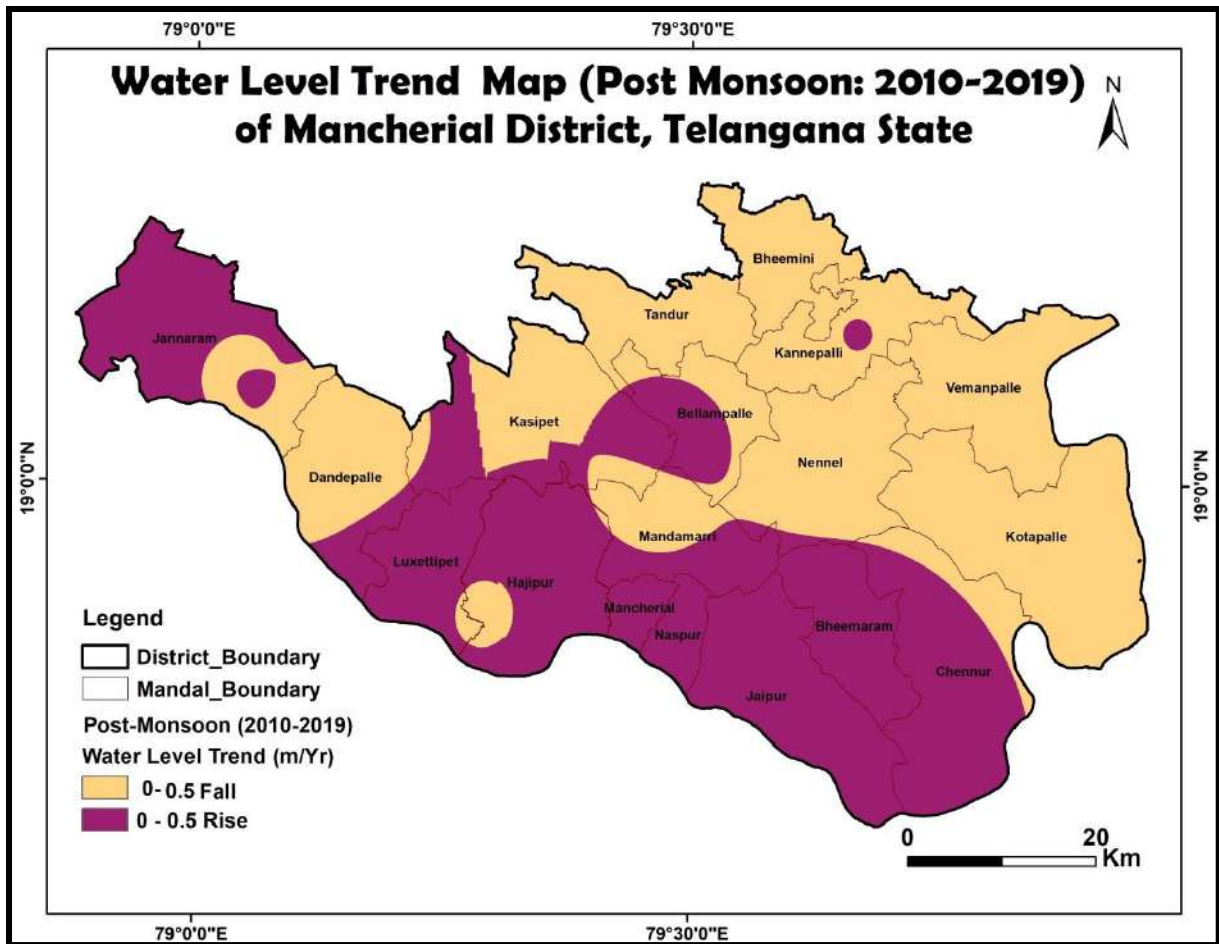 79°0'0"E
79°30'0"E
Water Level Trend Map (Post Monsoon: 2010-2019)
of Mancherial District, Telangana State
N
Bheemini
Tandur
Jannaram
Kannepalli
Vemanpalle
Bellampalle
Kasipet
Nennel
Dandepalle
19°0'0"N
19°0'0"N
Mandamarri
Kotapalle
Luxettipet
Hajipur
Mancherial
Bheemaram
Naspur
Chennur
Jaipur
Legend
District_Boundary
Mandal_Boundary
Post-Monsoon (2010-2019)
Water Level Trend (m/Yr)
0- 0.5 Fall
0 - 0.5 Rise
0 20
Km
79°0'0"E
79°30'0"E